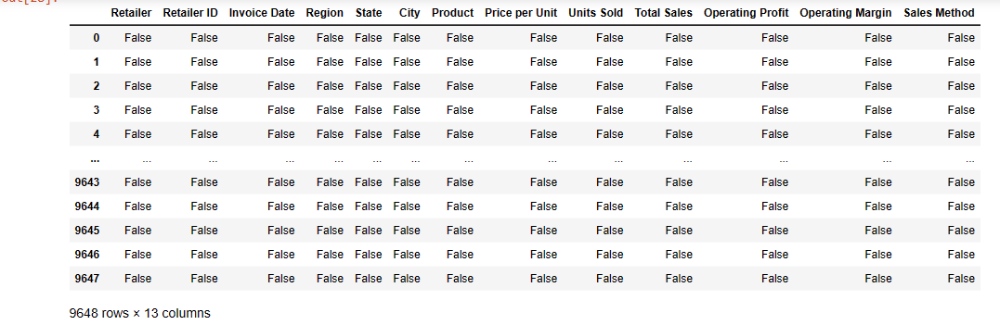 Retailer Retailer ID Invoice Date Region State City Product Price per Unit Units Sold Total Sales Operating Profit Operating Margin Sales Method
0 False False False False False False False False False False False False False
1 False False False False False False False False False False False False False
2 False False False False False False False False False False False False False
3 False False False False False False False False False False False False False
4 False False False False False False False False False False False False False
... ... ... ... ... ... ... ... ... ... ... ... ... ...
9643 False False False False False False False False False False False False False
9644 False False False False False False False False False False False False False
9645 False False False False False False False False False False False False False
9646 False False False False False False False False False False False False False
9647 False False False False False False False False False False False False False
9648 rows × 13 columns